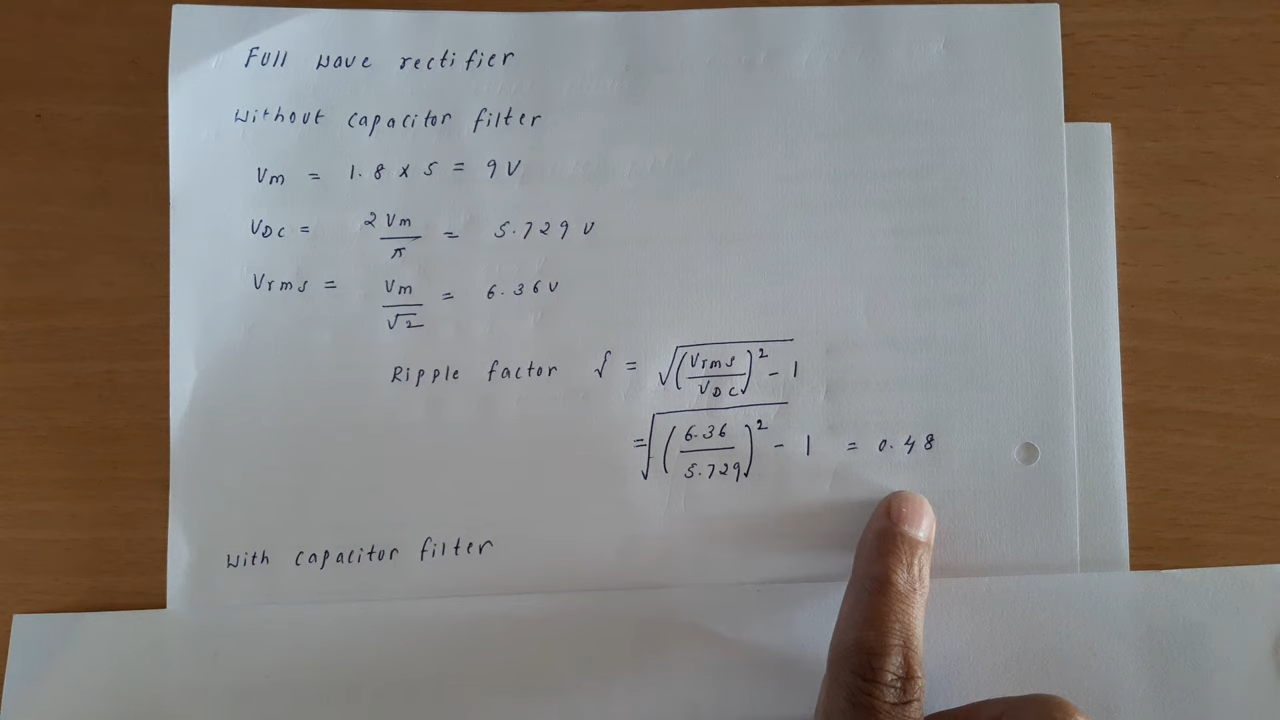 Full wave rectifier
without capacitor filter
Vm = 1.8 × 5 = 9V
VDC = 2Vm/π = 5.729 V
Vrms = Vm/√2 = 6.36V
Ripple factor γ = √((Vrms/VDC)² - 1)
= √((6.36/5.729)² - 1) = 0.48
with capacitor filter